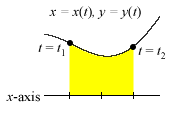 x = x(t), y = y(t)
t = t₁
t = t₂
x-axis